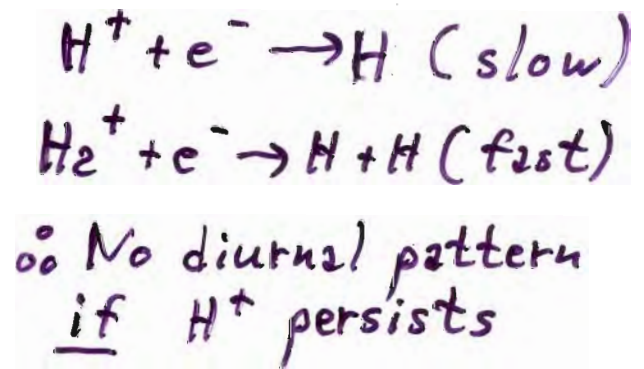 H⁺ + e⁻ → H (slow)
H₂⁺ + e⁻ → H + H (fast)
∴ No diurnal pattern
if H⁺ persists